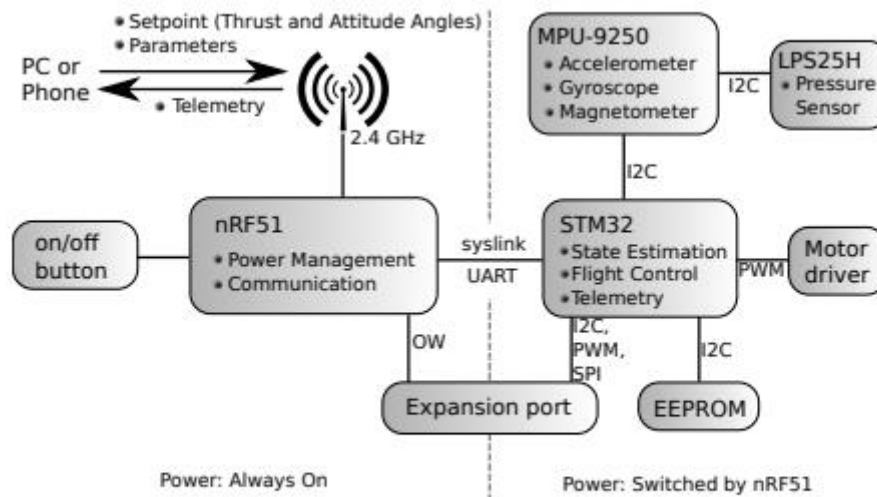 Setpoint (Thrust and Attitude Angles)
Parameters
PC or
Phone
Telemetry
2.4 GHz
MPU-9250
Accelerometer
Gyroscope
Magnetometer
I2C
LPS25H
Pressure
Sensor
I2C
on/off
button
nRF51
Power Management
Communication
syslink
UART
STM32
State Estimation
Flight Control
Telemetry
PWM
Motor
driver
OW
I2C,
PWM,
SPI
I2C
Expansion port
EEPROM
Power: Always On
Power: Switched by nRF51